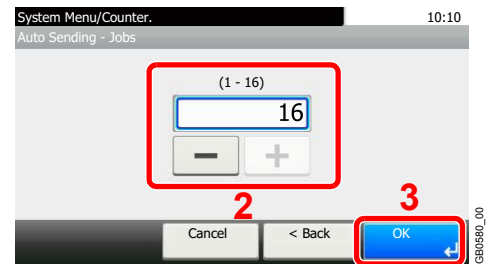 System Menu/Counter. 10:10
Auto Sending - Jobs
(1 - 16)
16
2
3
Cancel < Back OK
GB0580_00